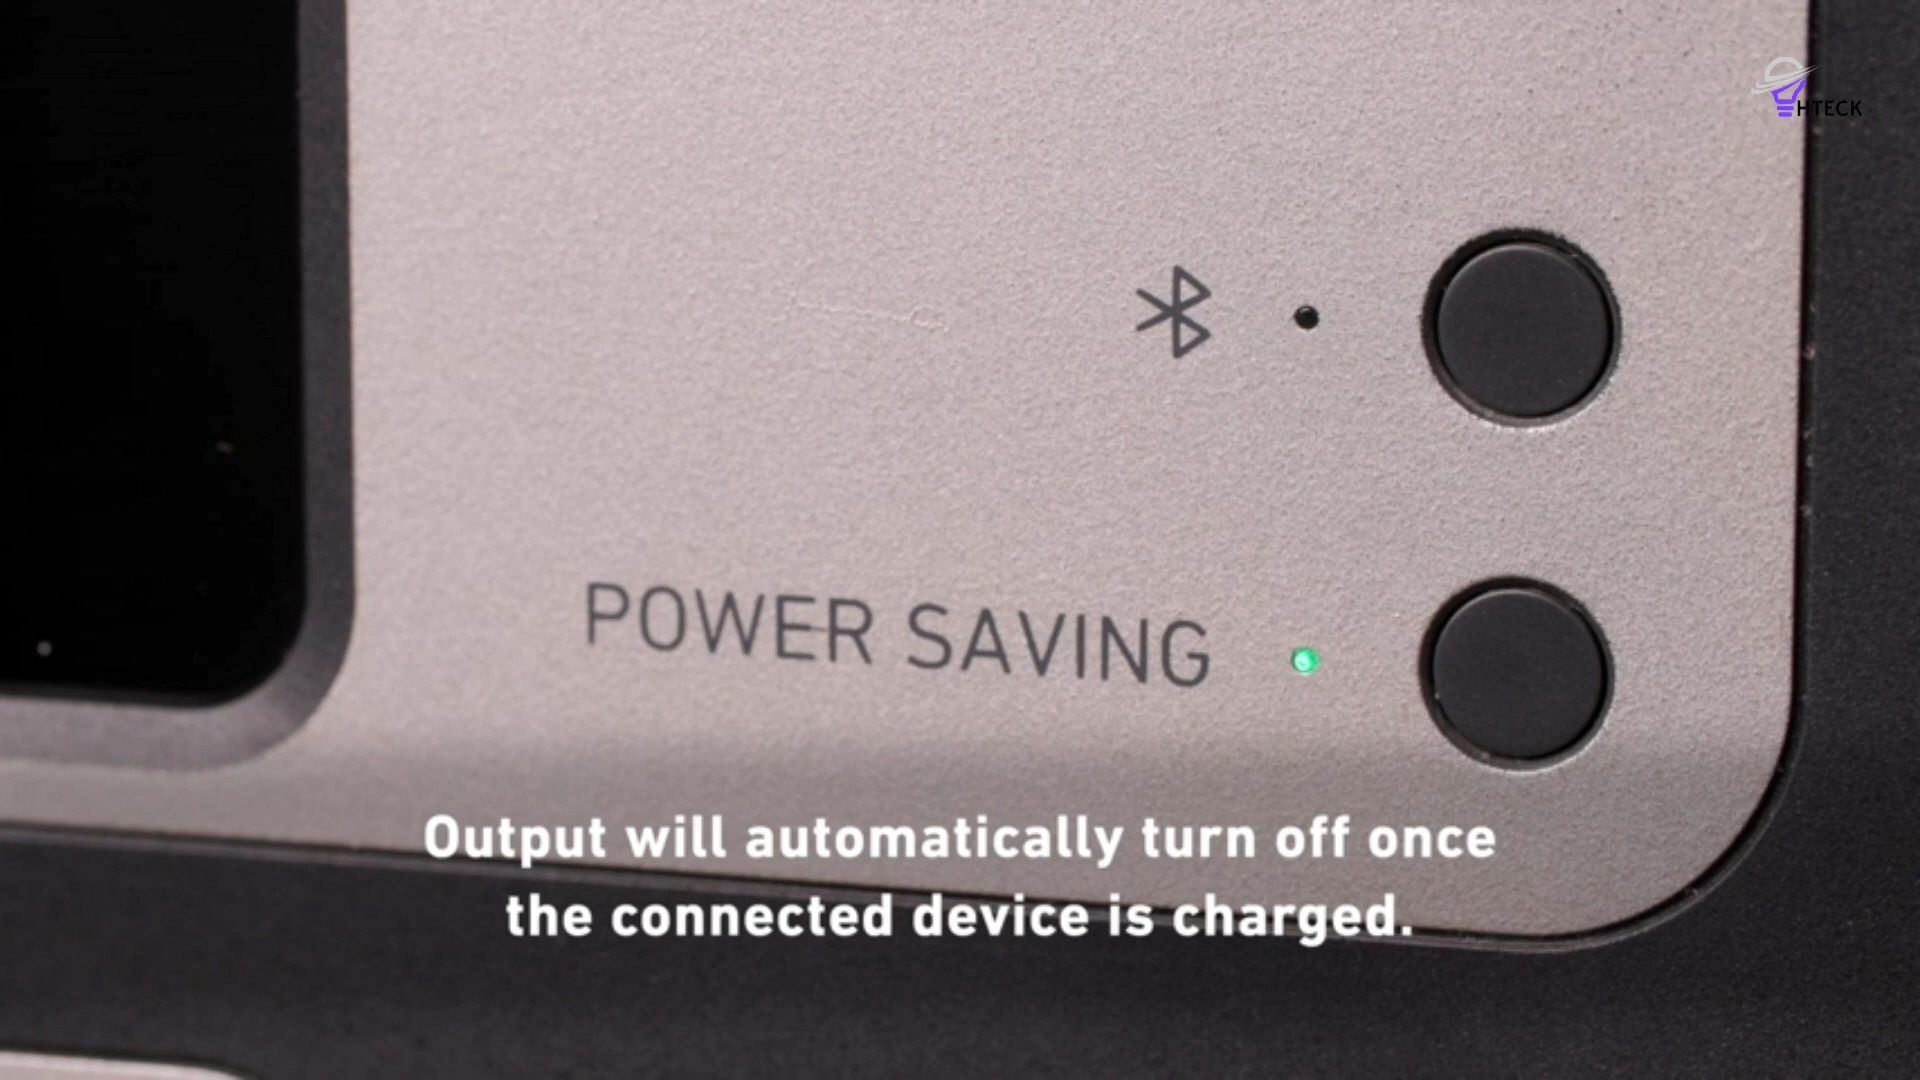 HTECK
POWER SAVING
Output will automatically turn off once
the connected device is charged.